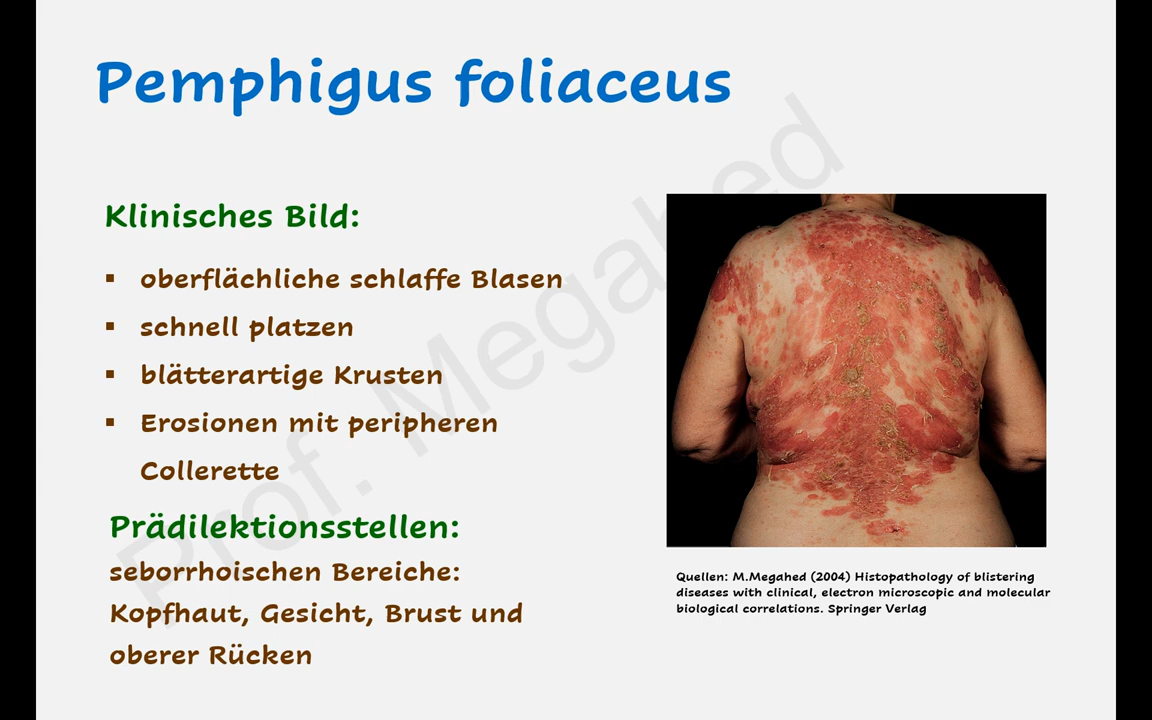 Pemphigus foliaceus
Klinisches Bild:
▪ oberflächliche schlaffe Blasen
▪ schnell platzen
▪ blätterartige Krusten
▪ Erosionen mit peripheren
Collerette
Prädilektionsstellen:
seborrhoischen Bereiche:
Kopfhaut, Gesicht, Brust und
oberer Rücken
Quellen: M.Megahed (2004) Histopathology of blistering
diseases with clinical, electron microscopic and molecular
biological correlations. Springer Verlag
Prof. Megahed